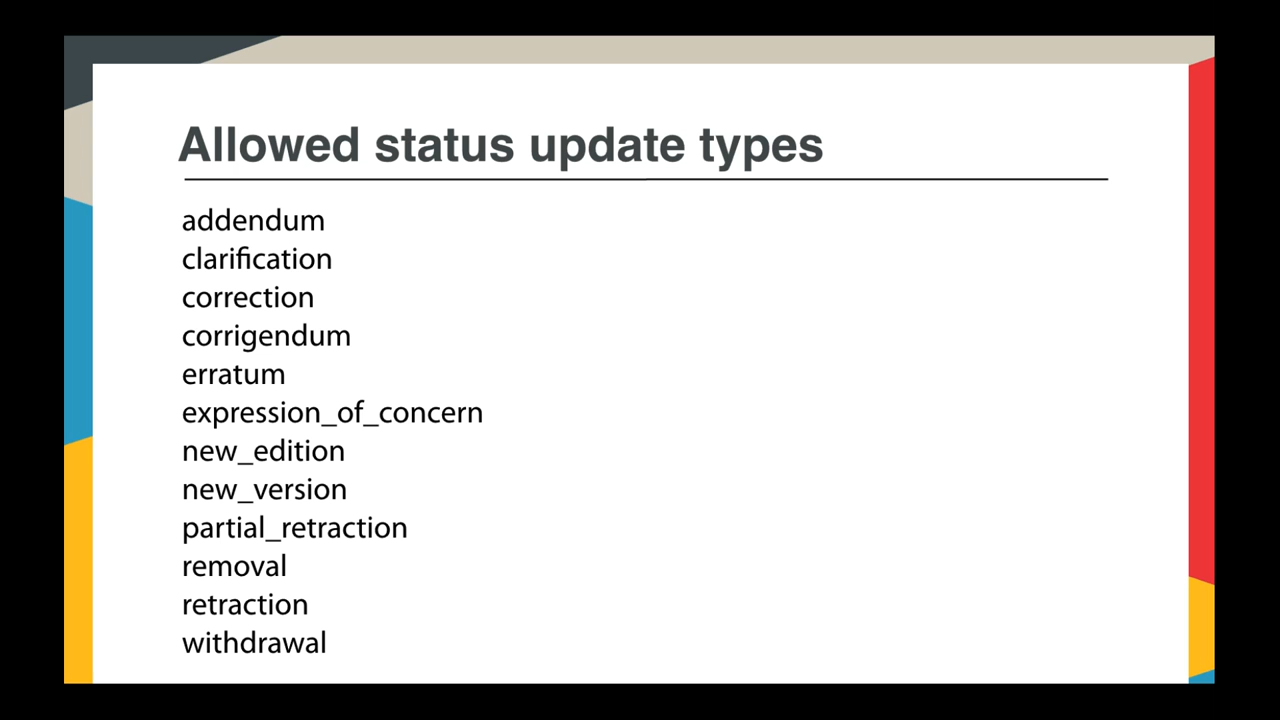 Allowed status update types
addendum
clarification
correction
corrigendum
erratum
expression_of_concern
new_edition
new_version
partial_retraction
removal
retraction
withdrawal